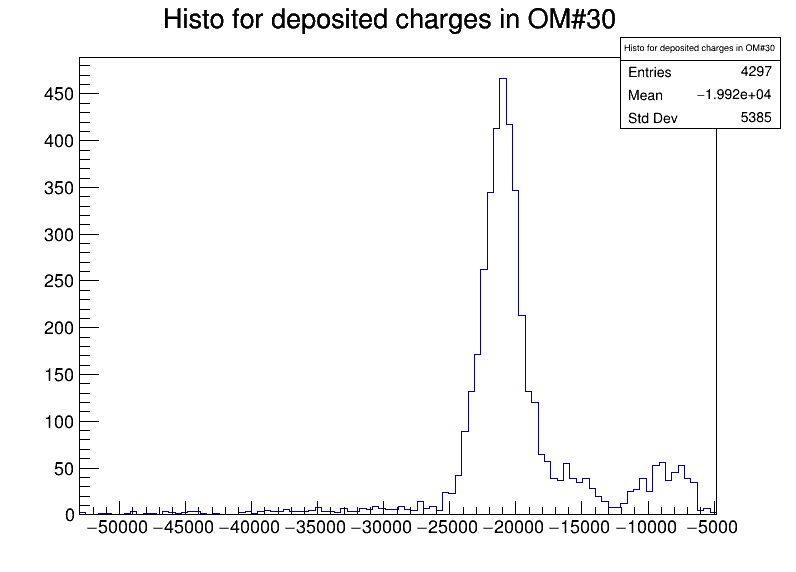 Histo for deposited charges in OM#30
Histo for deposited charges in OM#30
Entries 4297
Mean −1.992e+04
Std Dev 5385
450
400
350
300
250
200
150
100
50
0
−50000 −45000 −40000 −35000 −30000 −25000 −20000 −15000 −10000 −5000